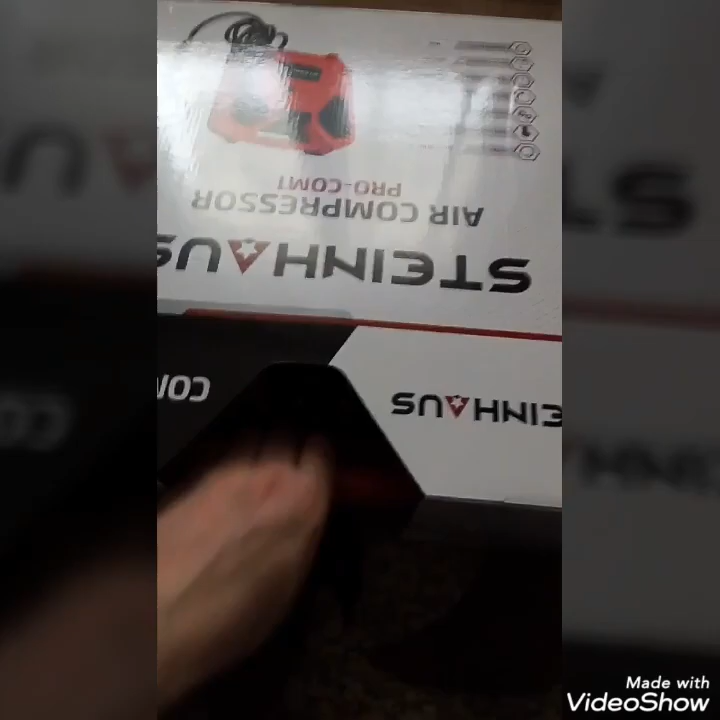 PRO-COM1
AIR COMPRESSOR
STEINHAUS
STEINHAUS
COM
Made with
VideoShow